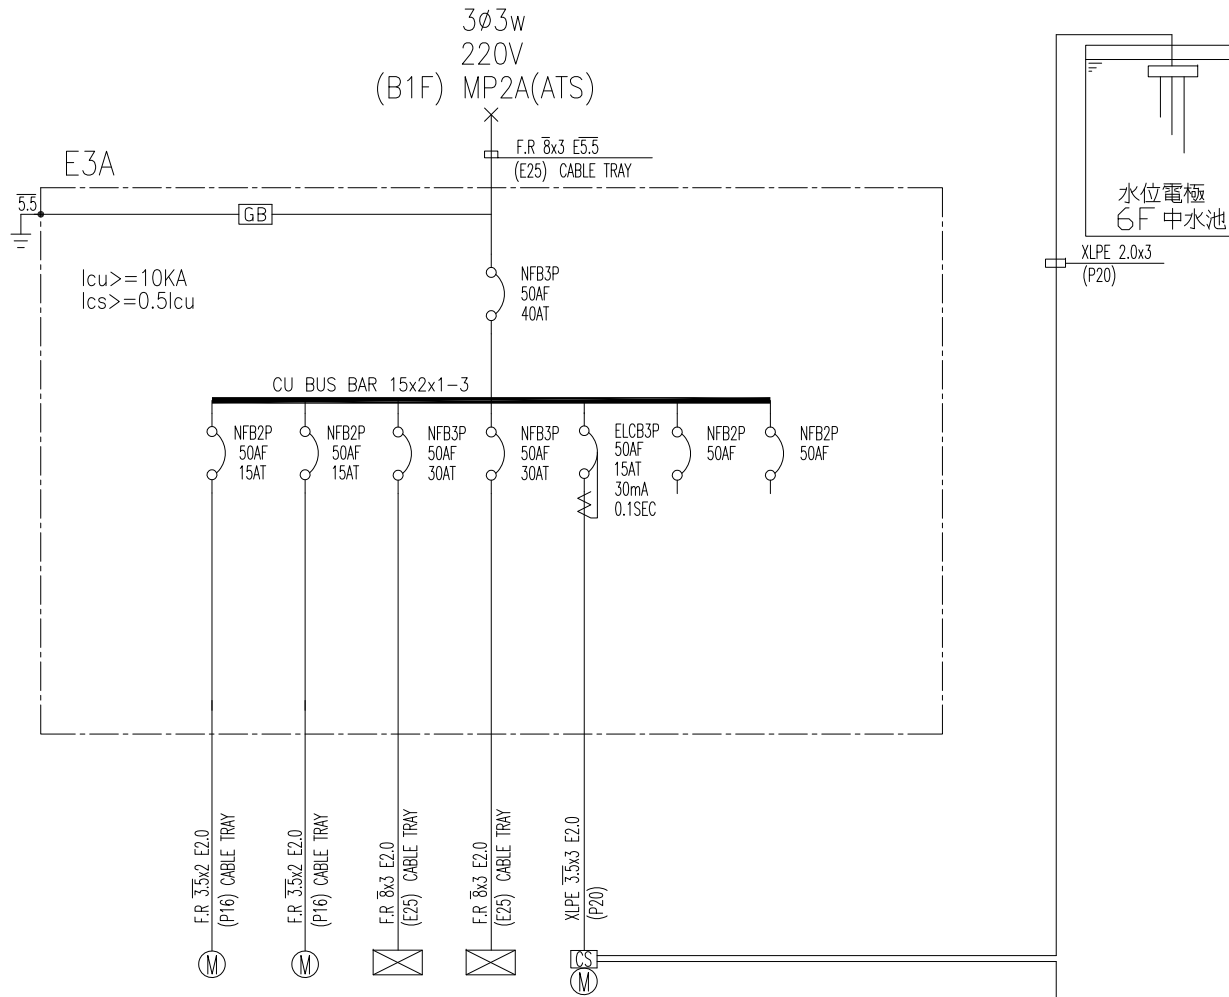 3ø3w
220V
(B1F) MP2A(ATS)
F.R 8x3 E5.5
(E25) CABLE TRAY
E3A
5.5
GB
Icu>=10KA
Ics>=0.5Icu
NFB3P
50AF
40AT
CU BUS BAR 15x2x1-3
NFB2P
50AF
15AT
NFB2P
50AF
15AT
NFB3P
50AF
30AT
NFB3P
50AF
30AT
ELCB3P
50AF
15AT
30mA
0.1SEC
NFB2P
50AF
NFB2P
50AF
水位電極
6F 中水池
XLPE 2.0x3
(P20)
F.R 3.5x2 E2.0
(P16) CABLE TRAY
F.R 3.5x2 E2.0
(P16) CABLE TRAY
F.R 8x3 E2.0
(E25) CABLE TRAY
F.R 8x3 E2.0
(E25) CABLE TRAY
XLPE 3.5x3 E2.0
(P20)
M
M
CS
M